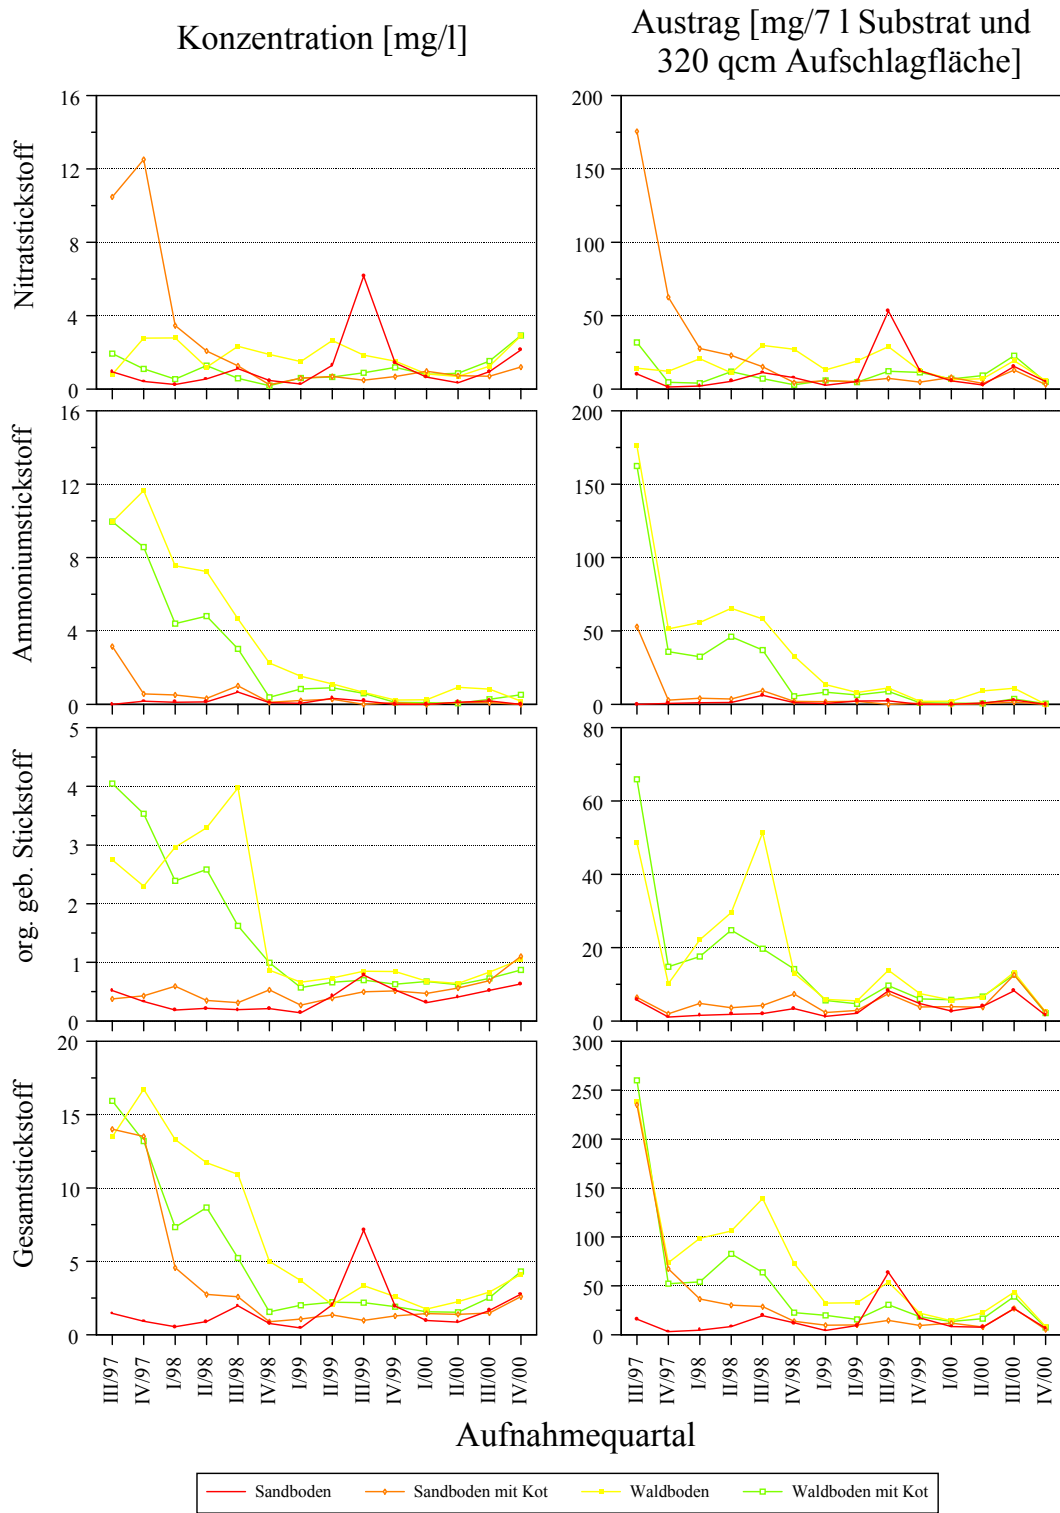 Konzentration [mg/l]
Austrag [mg/7 l Substrat und
320 qcm Aufschlagfläche]
Nitratstickstoff
16
12
8
4
0
200
150
100
50
0
Ammoniumstickstoff
16
12
8
4
0
200
150
100
50
0
org. geb. Stickstoff
5
4
3
2
1
0
80
60
40
20
0
Gesamtstickstoff
20
15
10
5
0
300
250
200
150
100
50
0
III/97
IV/97
I/98
II/98
III/98
IV/98
I/99
II/99
III/99
IV/99
I/00
II/00
III/00
IV/00
III/97
IV/97
I/98
II/98
III/98
IV/98
I/99
II/99
III/99
IV/99
I/00
II/00
III/00
IV/00
Aufnahmequartal
Sandboden Sandboden mit Kot Waldboden Waldboden mit Kot